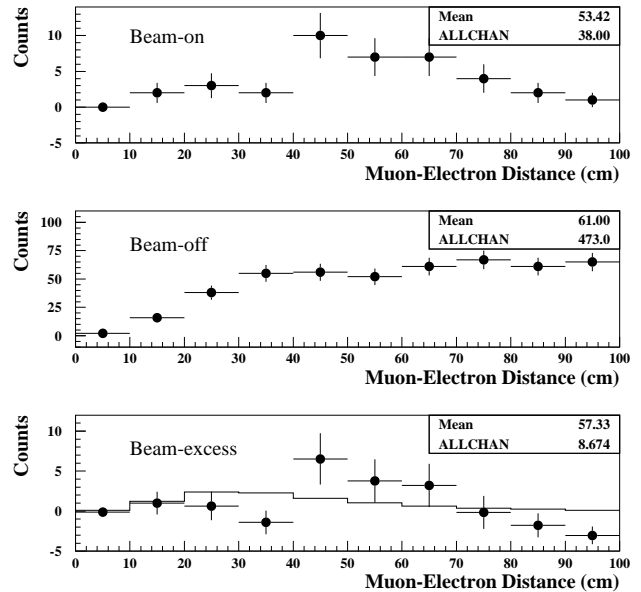 Beam-on
Mean 53.42
ALLCHAN 38.00
Counts
10
5
0
-5
0 10 20 30 40 50 60 70 80 90 100
Muon-Electron Distance (cm)
Beam-off
Mean 61.00
ALLCHAN 473.0
Counts
100
75
50
25
0
0 10 20 30 40 50 60 70 80 90 100
Muon-Electron Distance (cm)
Beam-excess
Mean 57.33
ALLCHAN 8.674
Counts
10
5
0
-5
0 10 20 30 40 50 60 70 80 90 100
Muon-Electron Distance (cm)